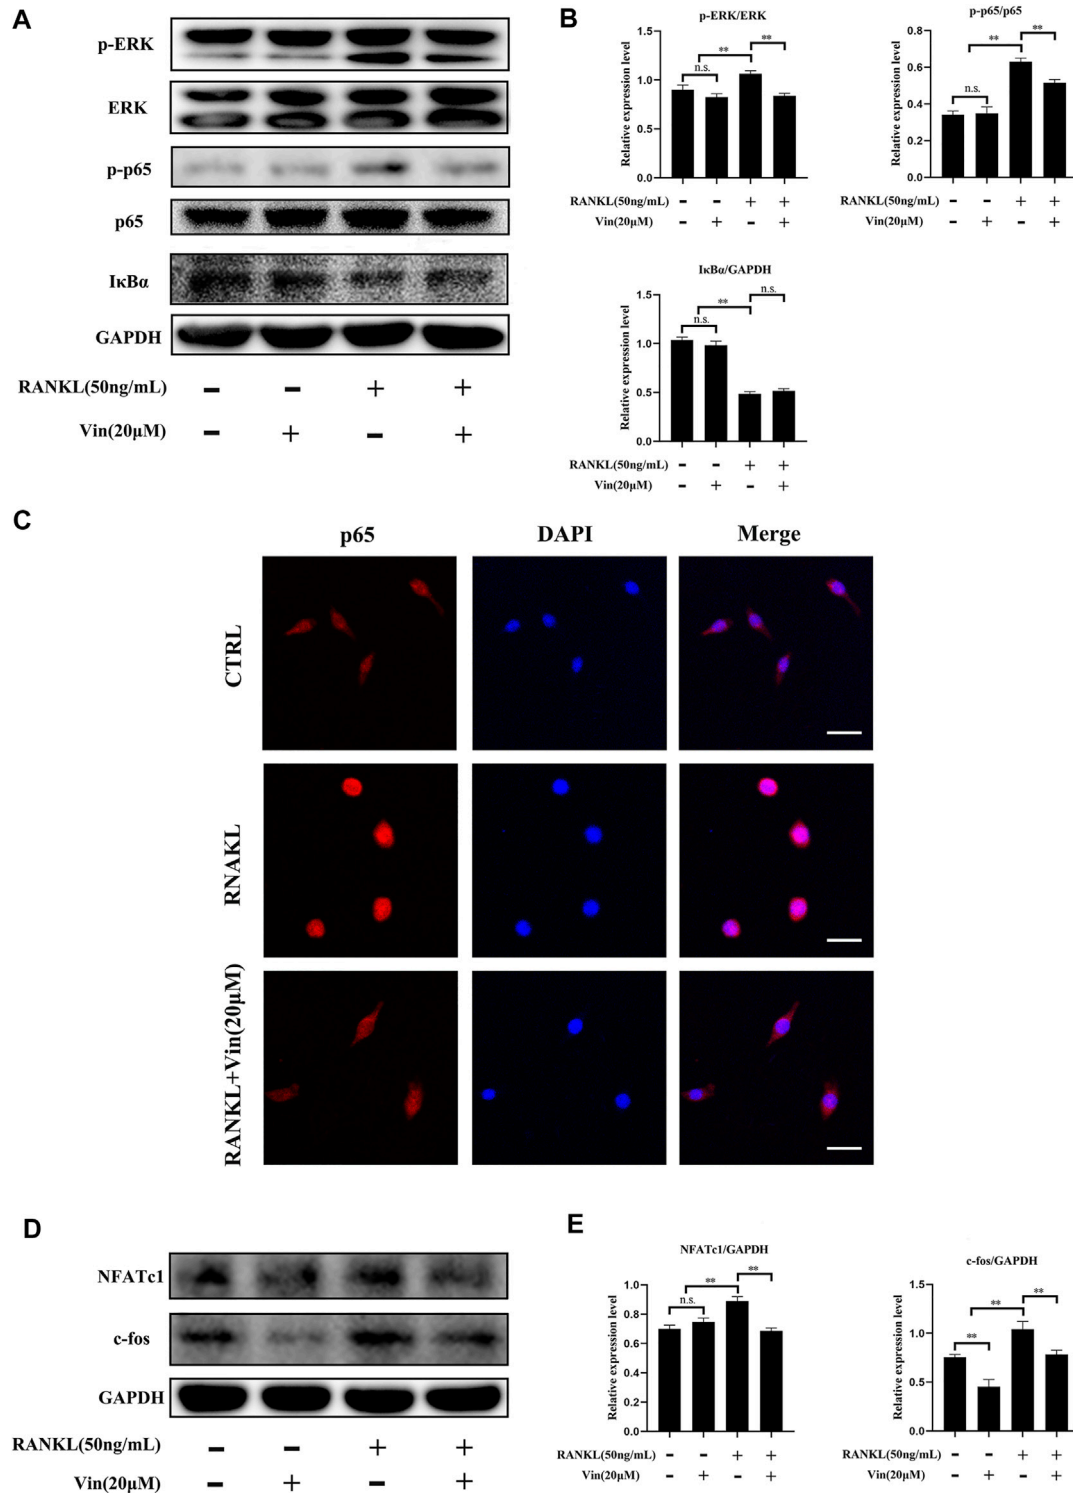 A
p-ERK
ERK
p-p65
p65
IκBα
GAPDH
RANKL(50ng/mL) - - + +
Vin(20μM) - + - +
B
p-ERK/ERK
Relative expression level
1.5
1.0
0.5
0.0
n.s.
**
**
RANKL(50ng/mL) - - + +
Vin(20μM) - + - +
p-p65/p65
Relative expression level
0.8
0.6
0.4
0.2
0.0
n.s.
**
**
RANKL(50ng/mL) - - + +
Vin(20μM) - + - +
IκBα/GAPDH
Relative expression level
1.5
1.0
0.5
0.0
n.s.
**
n.s.
RANKL(50ng/mL) - - + +
Vin(20μM) - + - +
C
p65 DAPI Merge
CTRL
RNAKL
RANKL+Vin(20μM)
D
NFATc1
c-fos
GAPDH
RANKL(50ng/mL) - - + +
Vin(20μM) - + - +
E
NFATc1/GAPDH
Relative expression level
1.0
0.8
0.6
0.4
0.2
0.0
n.s.
**
**
RANKL(50ng/mL) - - + +
Vin(20μM) - + - +
c-fos/GAPDH
Relative expression level
1.5
1.0
0.5
0.0
**
**
**
RANKL(50ng/mL) - - + +
Vin(20μM) - + - +